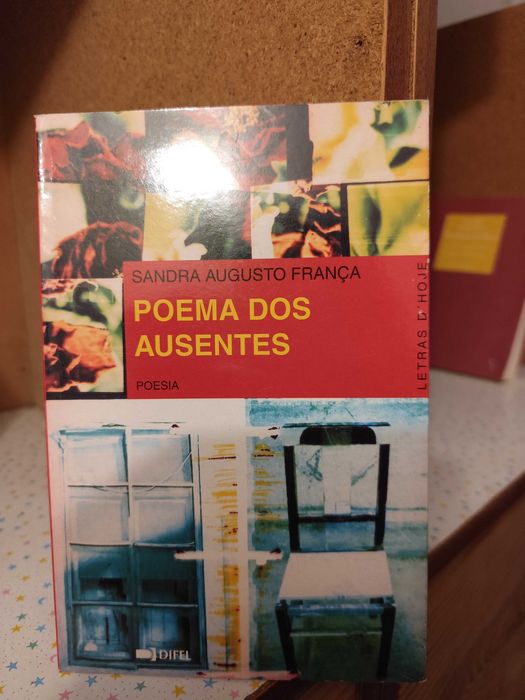 SANDRA AUGUSTO FRANÇA
POEMA DOS
AUSENTES
POESIA
LETRAS D'HOJE
DIFEL